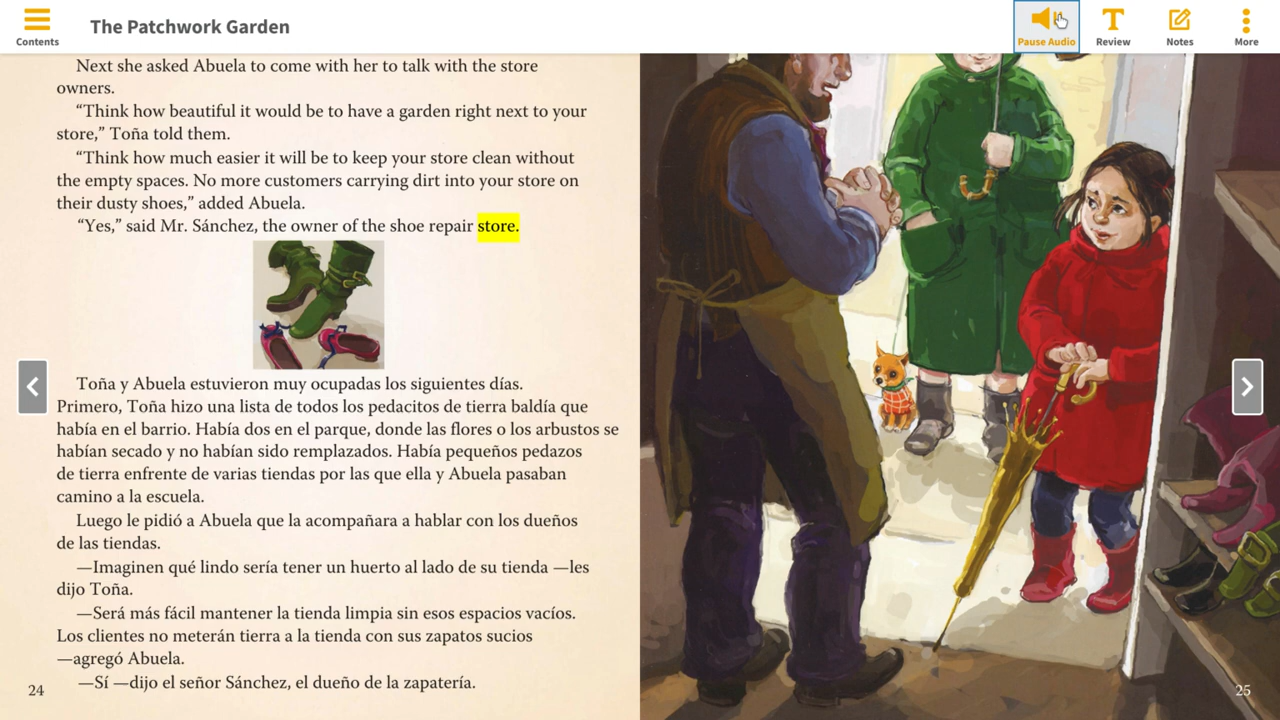 Contents
The Patchwork Garden
Pause Audio
Review
Notes
More
Next she asked Abuela to come with her to talk with the store
owners.
“Think how beautiful it would be to have a garden right next to your
store,” Toña told them.
“Think how much easier it will be to keep your store clean without
the empty spaces. No more customers carrying dirt into your store on
their dusty shoes,” added Abuela.
“Yes,” said Mr. Sánchez, the owner of the shoe repair store.
Toña y Abuela estuvieron muy ocupadas los siguientes días.
Primero, Toña hizo una lista de todos los pedacitos de tierra baldía que
había en el barrio. Había dos en el parque, donde las flores o los arbustos se
habían secado y no habían sido remplazados. Había pequeños pedazos
de tierra enfrente de varias tiendas por las que ella y Abuela pasaban
camino a la escuela.
Luego le pidió a Abuela que la acompañara a hablar con los dueños
de las tiendas.
—Imaginen qué lindo sería tener un huerto al lado de su tienda —les
dijo Toña.
—Será más fácil mantener la tienda limpia sin esos espacios vacíos.
Los clientes no meterán tierra a la tienda con sus zapatos sucios
—agregó Abuela.
—Sí —dijo el señor Sánchez, el dueño de la zapatería.
24
25